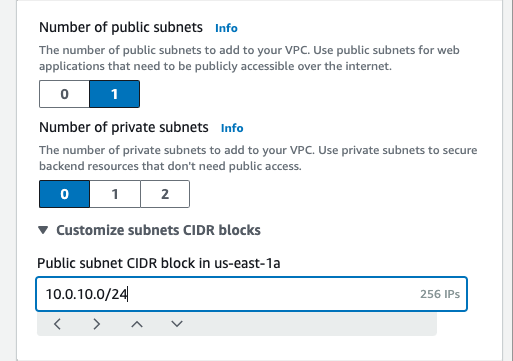 Number of public subnets Info
The number of public subnets to add to your VPC. Use public subnets for web
applications that need to be publicly accessible over the internet.
0 1
Number of private subnets Info
The number of private subnets to add to your VPC. Use private subnets to secure
backend resources that don't need public access.
0 1 2
Customize subnets CIDR blocks
Public subnet CIDR block in us-east-1a
10.0.10.0/24 256 IPs